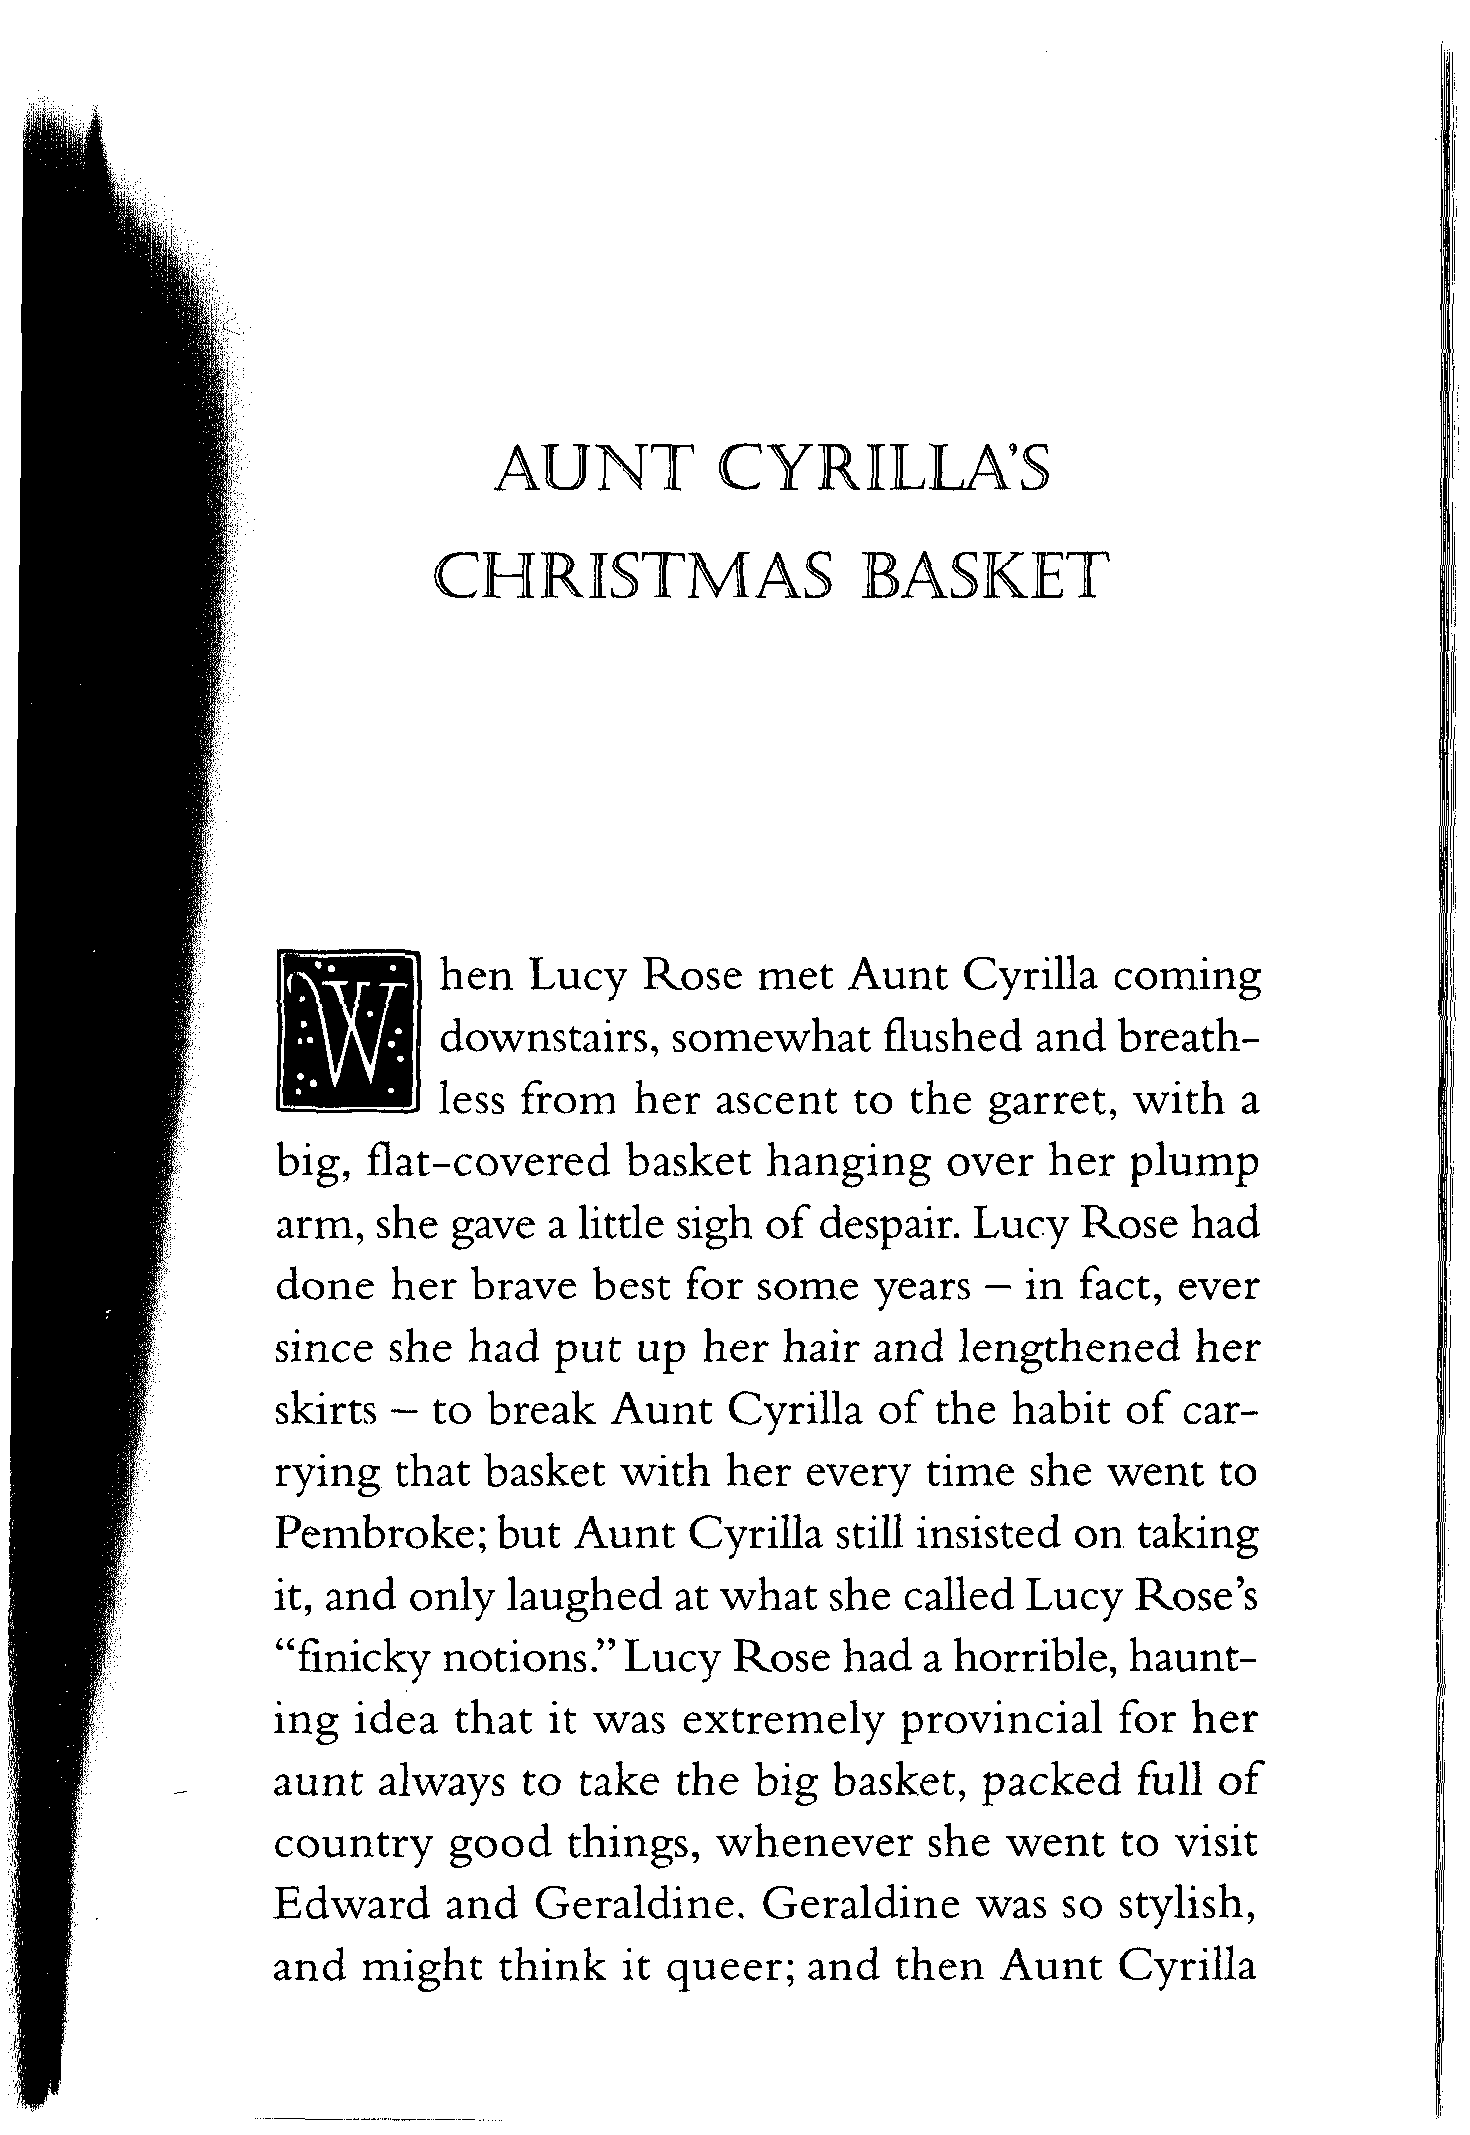 AUNT CYRILLA'S
CHRISTMAS BASKET
When Lucy Rose met Aunt Cyrilla coming
downstairs, somewhat flushed and breath-
less from her ascent to the garret, with a
big, flat-covered basket hanging over her plump
arm, she gave a little sigh of despair. Lucy Rose had
done her brave best for some years – in fact, ever
since she had put up her hair and lengthened her
skirts – to break Aunt Cyrilla of the habit of car-
rying that basket with her every time she went to
Pembroke; but Aunt Cyrilla still insisted on taking
it, and only laughed at what she called Lucy Rose's
“finicky notions.” Lucy Rose had a horrible, haunt-
ing idea that it was extremely provincial for her
aunt always to take the big basket, packed full of
country good things, whenever she went to visit
Edward and Geraldine. Geraldine was so stylish,
and might think it queer; and then Aunt Cyrilla